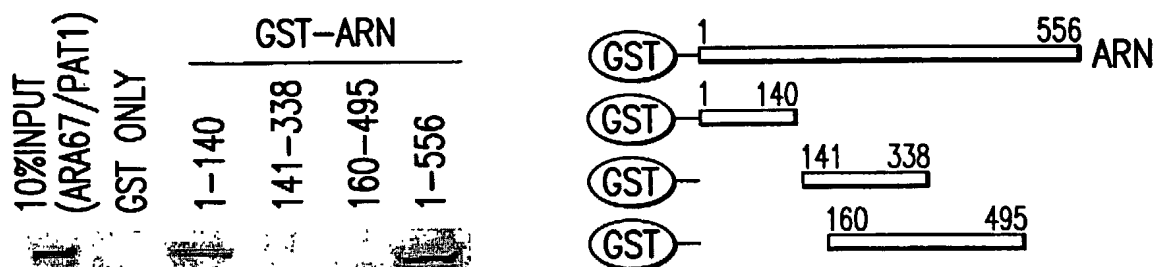 10%INPUT
(ARA67/PAT1)
GST ONLY
GST-ARN
1-140
141-338
160-495
1-556
GST
1
556
ARN
GST
1
140
GST
141
338
GST
160
495